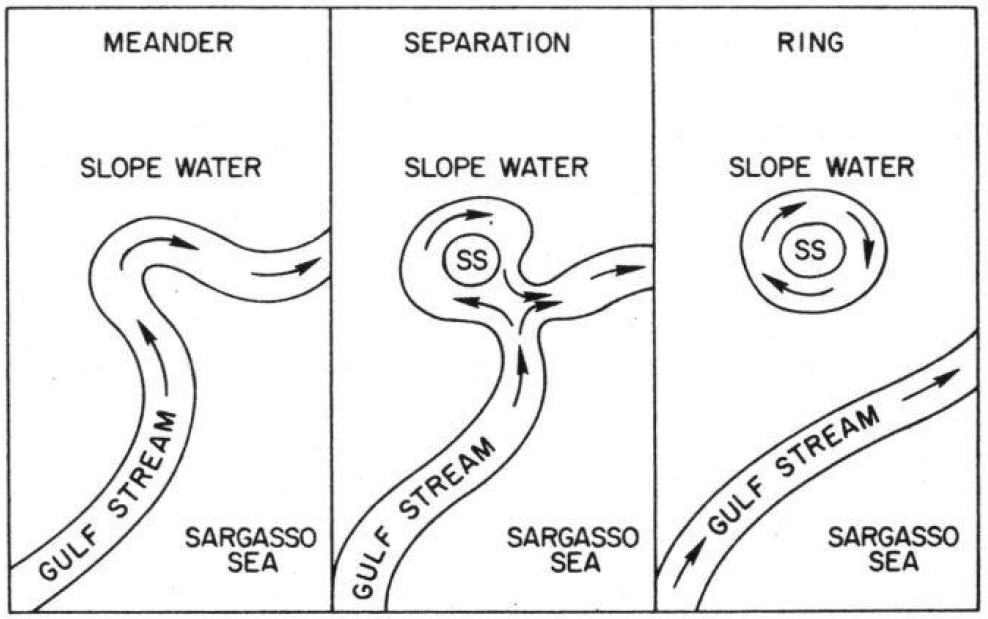 MEANDER
SLOPE WATER
GULF STREAM
SARGASSO
SEA
SEPARATION
SLOPE WATER
SS
GULF STREAM
SARGASSO
SEA
RING
SLOPE WATER
SS
GULF STREAM
SARGASSO
SEA